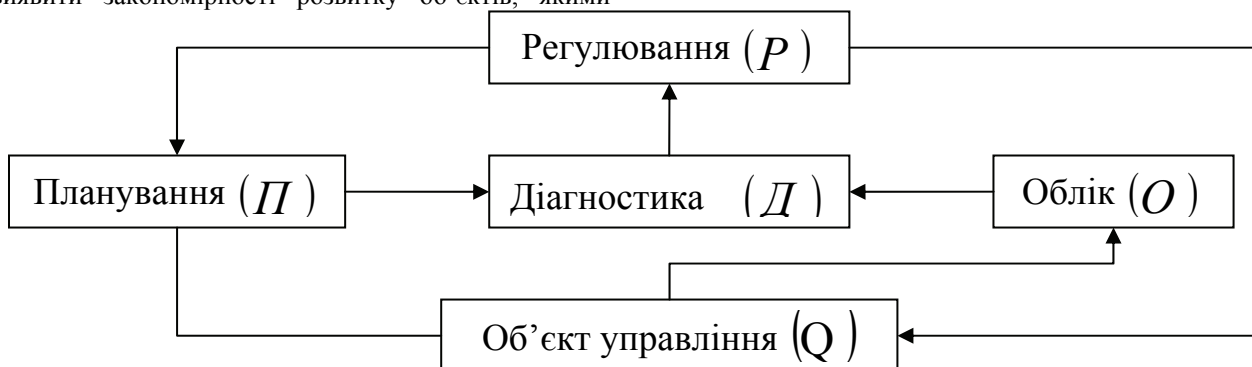 виявити закономірності розвитку об'єктів, якими
Регулювання (Р)
Планування (П)
Діагностика (Д)
Облік (О)
Об’єкт управління (Q)